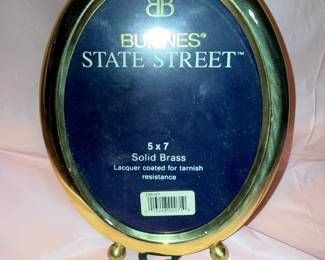 BB
BURNES®
STATE STREET™
5 x 7
Solid Brass
Lacquer coated for tarnish
resistance